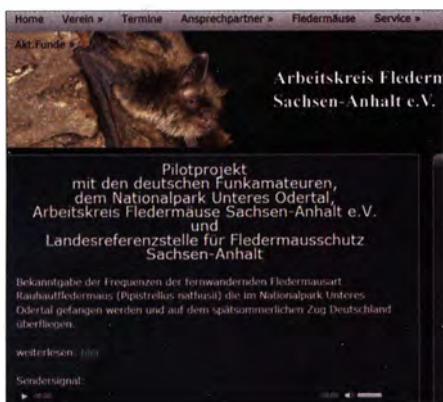 Home Verein » Termine Ansprechpartner » Fledermäuse Service »
Akt.Funde »
Arbeitskreis Flederm
Sachsen-Anhalt e.V.
Pilotprojekt
mit den deutschen Funkamateuren,
dem Nationalpark Unteres Odertal,
Arbeitskreis Fledermäuse Sachsen-Anhalt e.V.
und
Landesreferenzstelle für Fledermausschutz
Sachsen-Anhalt
Bekanntgabe der Frequenzen der fernwandernden Fledermausart
Rauhautfledermaus (Pipistrellus nathusii) die im Nationalpark Unteres
Odertal gefangen werden und auf dem spätsommerlichen Zug Deutschland
überfliegen.
weiterlesen: hier
Sendersignal: